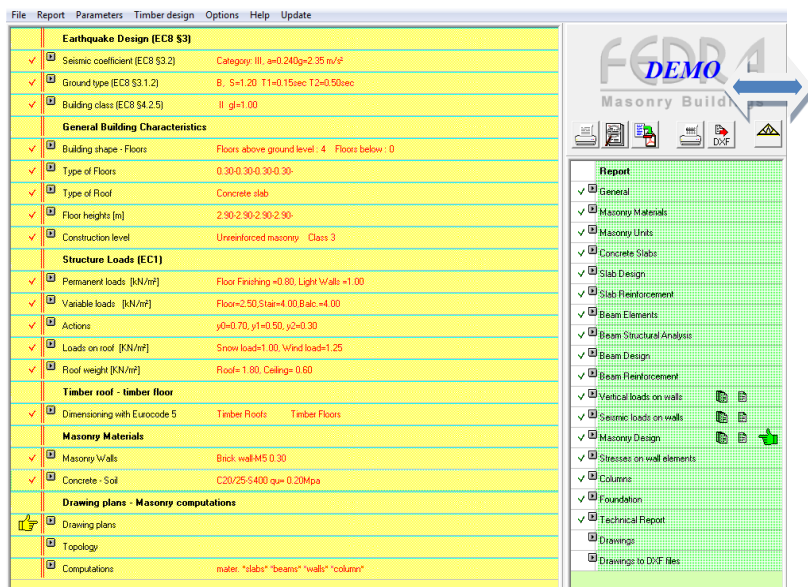 File Report Parameters Timber design Options Help Update
Earthquake Design (EC8 §3)
Seismic coefficient (EC8 §3.2) Category: III, a=0.240g=2.35 m/s²
Ground type (EC8 §3.1.2) B, S=1.20 T1=0.15sec T2=0.50sec
Building class (EC8 §4.2.5) II gI=1.00
General Building Characteristics
Building shape - Floors Floors above ground level : 4 Floors below : 0
Type of Floors 0.30-0.30-0.30-0.30-
Type of Roof Concrete slab
Floor heights [m] 2.90-2.90-2.90-2.90-
Construction level Unreinforced masonry Class 3
Structure Loads (EC1)
Permanent loads [kN/m²] Floor Finishing =0.80, Light Walls =1.00
Variable loads [kN/m²] Floor=2.50,Stair=4.00,Balc.=4.00
Actions y0=0.70, y1=0.50, y2=0.30
Loads on roof [KN/m²] Snow load=1.00, Wind load=1.25
Roof weight [KN/m²] Roof= 1.80, Ceiling= 0.60
Timber roof - timber floor
Dimensioning with Eurocode 5 Timber Roofs Timber Floors
Masonry Materials
Masonry Walls Brick wall-M5 0.30
Concrete - Soil C20/25-S400 qu= 0.20Mpa
Drawing plans - Masonry computations
Drawing plans
Topology
Computations mater. *slabs* *beams* *walls* *column*
FEDRA
DEMO
Masonry Buildings
DXF
Report
General
Masonry Materials
Masonry Units
Concrete Slabs
Slab Design
Slab Reinforcement
Beam Elements
Beam Structural Analysis
Beam Design
Beam Reinforcement
Vertical loads on walls
Seismic loads on walls
Masonry Design
Stresses on wall elements
Columns
Foundation
Technical Report
Drawings
Drawings to DXF files